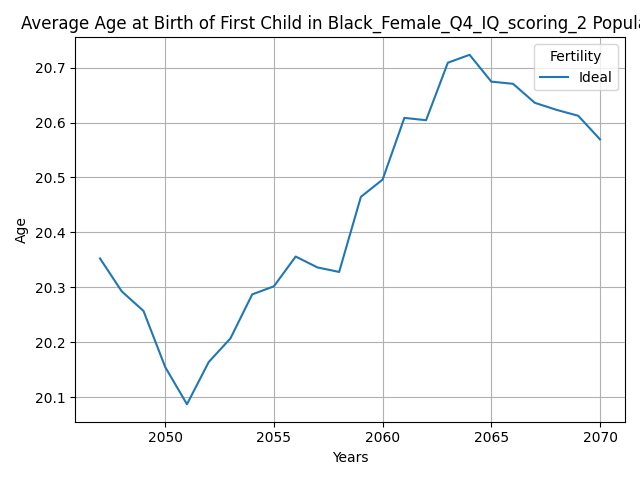 Average Age at Birth of First Child in Black_Female_Q4_IQ_scoring_2 Popula
Fertility
Ideal
20.7
20.6
20.5
20.4
20.3
20.2
20.1
Age
2050 2055 2060 2065 2070
Years